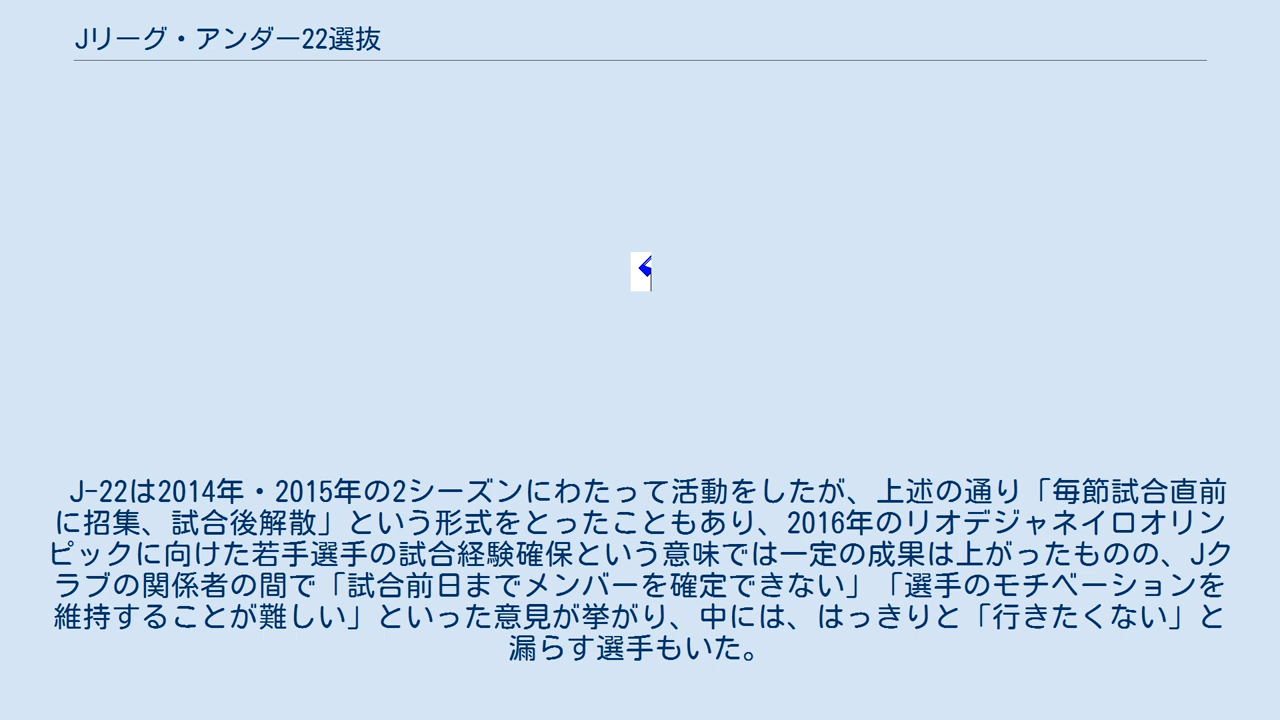 Jリーグ・アンダー22選抜
J-22は2014年・2015年の2シーズンにわたって活動をしたが、上述の通り「毎節試合直前
に招集、試合後解散」という形式をとったこともあり、2016年のリオデジャネイロオリン
ピックに向けた若手選手の試合経験確保という意味では一定の成果は上がったものの、Jク
ラブの関係者の間で「試合前日までメンバーを確定できない」「選手のモチベーションを
維持することが難しい」といった意見が挙がり、中には、はっきりと「行きたくない」と
漏らす選手もいた。